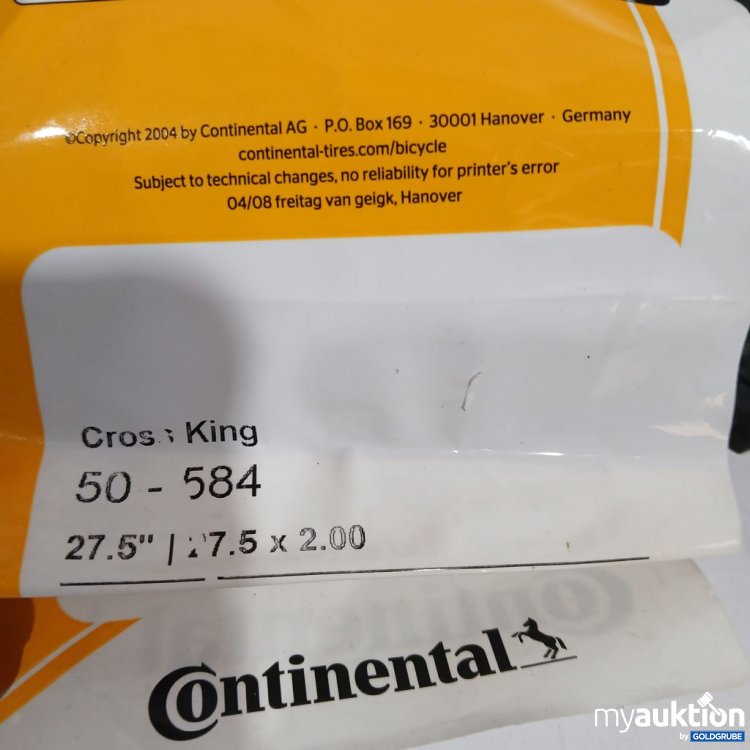 ©Copyright 2004 by Continental AG · P.O. Box 169 · 30001 Hanover · Germany
continental-tires.com/bicycle
Subject to technical changes, no reliability for printer's error
04/08 freitag van geigk, Hanover
Cross King
50 - 584
27.5" | 27.5 x 2.00
Continental
myauktion
by GOLDGRUBE